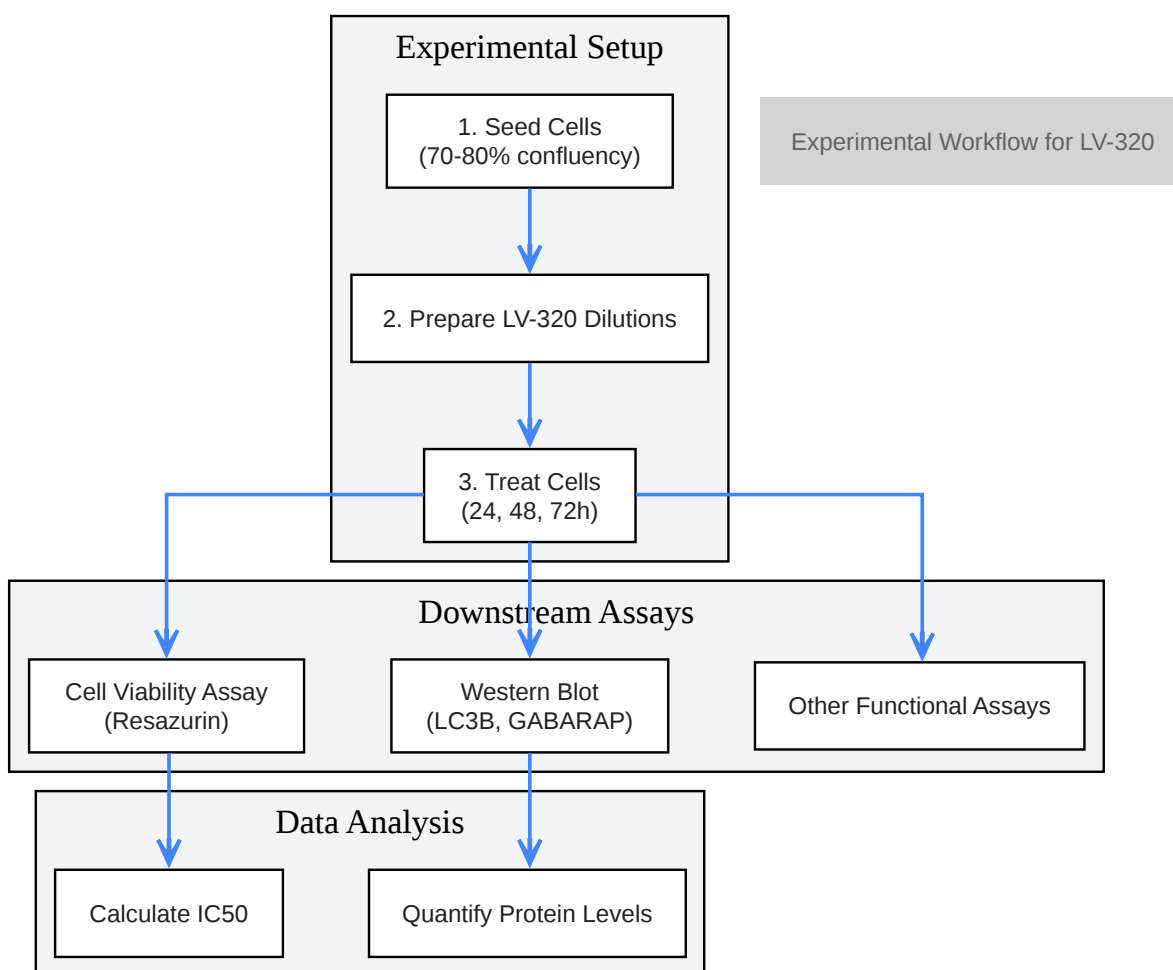 Experimental Setup
1. Seed Cells
(70-80% confluency)
Experimental Workflow for LV-320
2. Prepare LV-320 Dilutions
3. Treat Cells
(24, 48, 72h)
Downstream Assays
Cell Viability Assay
(Resazurin)
Western Blot
(LC3B, GABARAP)
Other Functional Assays
Data Analysis
Calculate IC50
Quantify Protein Levels